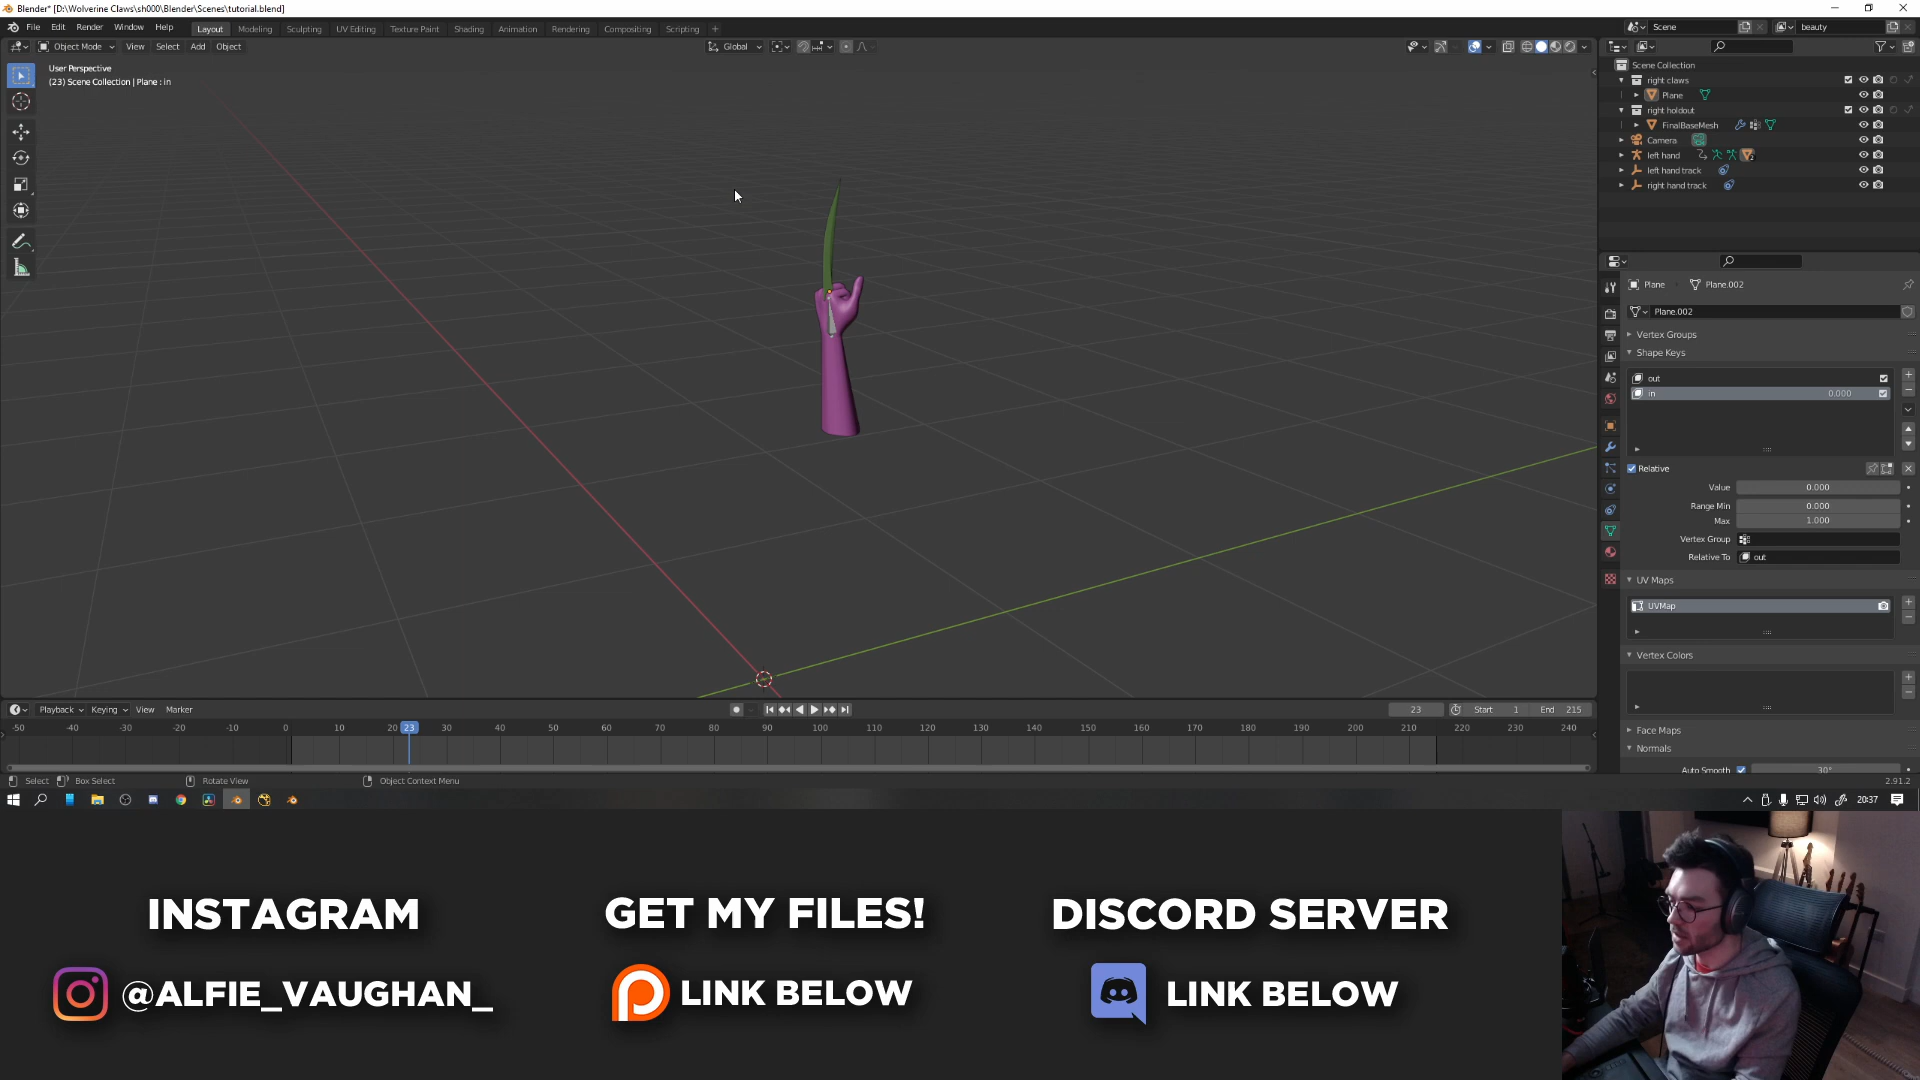 Blender* [D:\Wolverine Claws\sh000\Blender\Scenes\tutorial.blend]
File Edit Render Window Help Layout Modeling Sculpting UV Editing Texture Paint Shading Animation Rendering Compositing Scripting + Scene beauty
Object Mode View Select Add Object Global
User Perspective
(23) Scene Collection | Plane : in
Scene Collection
right claws
Plane
right holdout
FinalBaseMesh
Camera
left hand
left hand track
right hand track
Plane Plane.002
Plane.002
Vertex Groups
Shape Keys
out
in 0.000
Relative
Value 0.000
Range Min 0.000
Max 1.000
Vertex Group
Relative To out
UV Maps
UVMap
Vertex Colors
Face Maps
Normals
Auto Smooth 30°
Playback Keying View Marker 23 Start 1 End 215
-50 -40 -30 -20 -10 0 10 20 23 30 40 50 60 70 80 90 100 110 120 130 140 150 160 170 180 190 200 210 220 230 240
Select Box Select Rotate View Object Context Menu 2.91.2
20:37
INSTAGRAM
@ALFIE_VAUGHAN_
GET MY FILES!
LINK BELOW
DISCORD SERVER
LINK BELOW